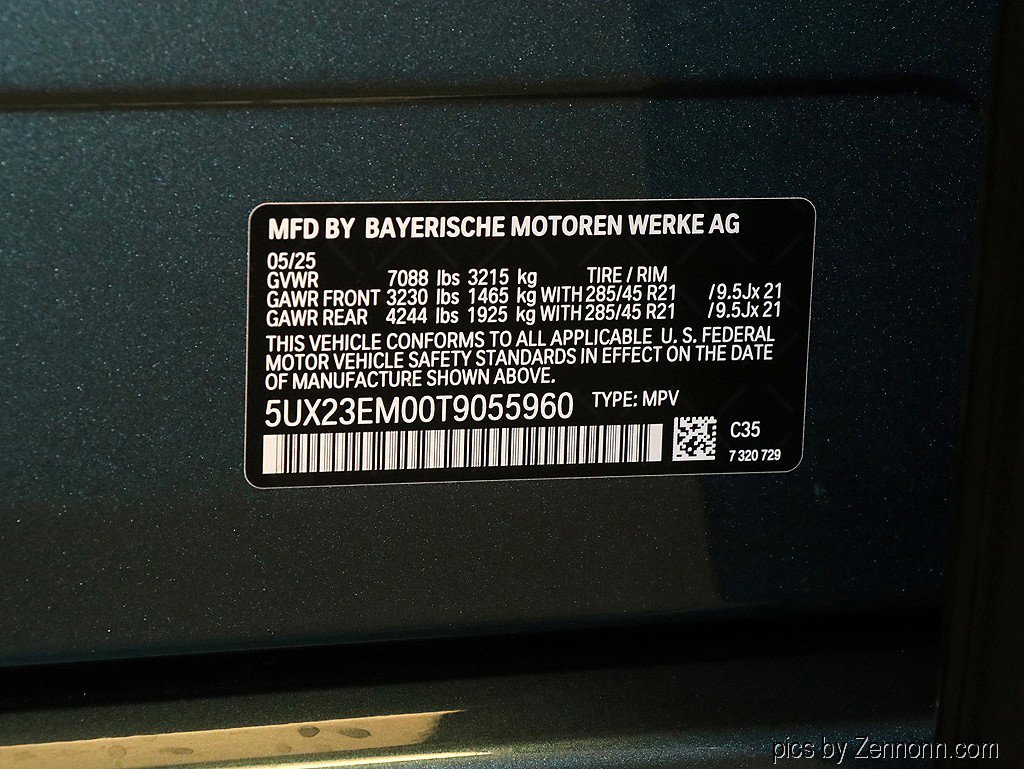 MFD BY BAYERISCHE MOTOREN WERKE AG
05/25
GVWR 7088 lbs 3215 kg TIRE / RIM
GAWR FRONT 3230 lbs 1465 kg WITH 285/45 R21 /9.5Jx 21
GAWR REAR 4244 lbs 1925 kg WITH 285/45 R21 /9.5Jx 21
THIS VEHICLE CONFORMS TO ALL APPLICABLE U. S. FEDERAL
MOTOR VEHICLE SAFETY STANDARDS IN EFFECT ON THE DATE
OF MANUFACTURE SHOWN ABOVE.
5UX23EM00T9055960 TYPE: MPV
C35
7 320 729
pics by Zennonn.com